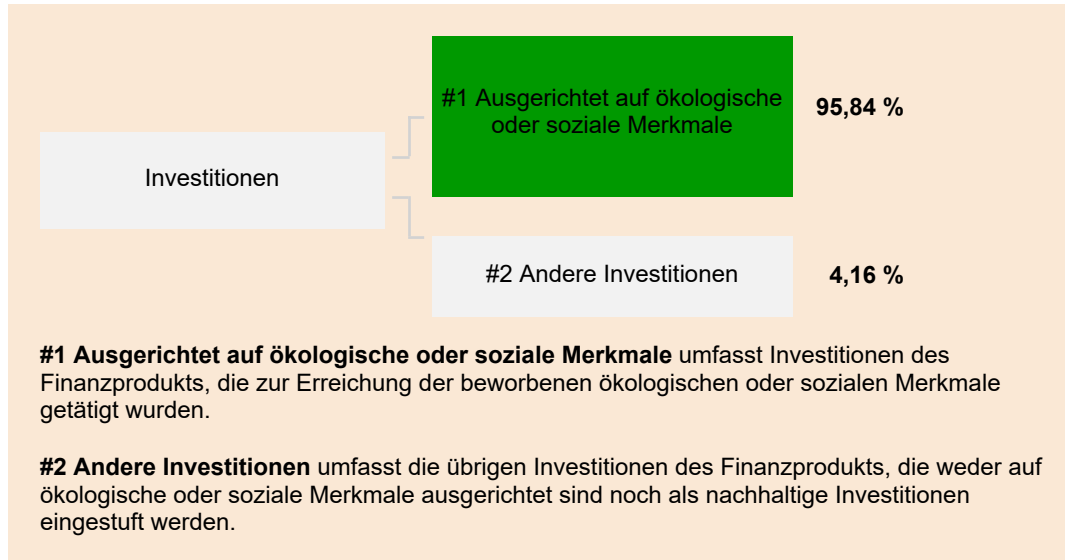 #1 Ausgerichtet auf ökologische
oder soziale Merkmale
95,84 %
Investitionen
#2 Andere Investitionen
4,16 %
#1 Ausgerichtet auf ökologische oder soziale Merkmale umfasst Investitionen des
Finanzprodukts, die zur Erreichung der beworbenen ökologischen oder sozialen Merkmale
getätigt wurden.
#2 Andere Investitionen umfasst die übrigen Investitionen des Finanzprodukts, die weder auf
ökologische oder soziale Merkmale ausgerichtet sind noch als nachhaltige Investitionen
eingestuft werden.